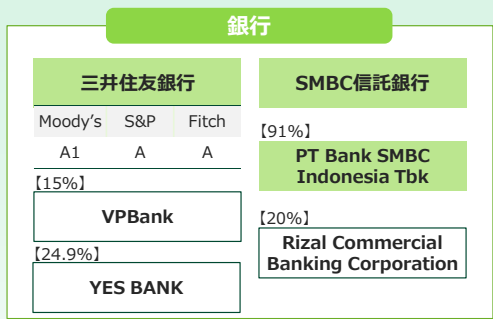 銀行
三井住友銀行
Moody's S&P Fitch
A1 A A
【15%】
VPBank
【24.9%】
YES BANK
SMBC信託銀行
【91%】
PT Bank SMBC
Indonesia Tbk
【20%】
Rizal Commercial
Banking Corporation